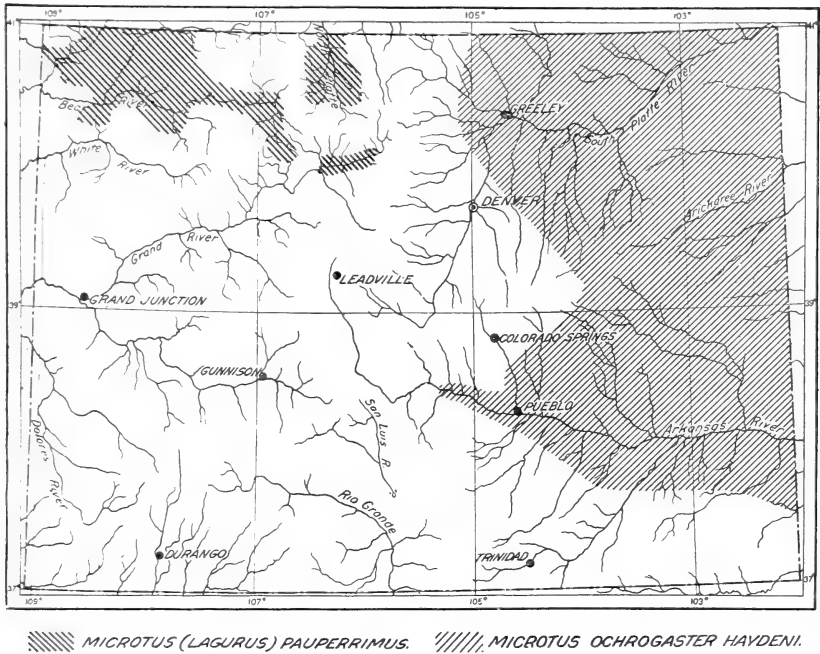 41° 107° 105° 103° 41°
North Platte
Bear River
GREELEY
South Platte River
White River
Arickaree River
DENVER
Grand River
LEADVILLE
39° GRAND JUNCTION 39°
COLORADO SPRINGS
GUNNISON
PUEBLO
San Luis R.
Arkansas River
Dolores River
Rio Grande
DURANGO
TRINIDAD
37° 37°
109° 107° 105° 103°
MICROTUS (LAGURUS) PAUPERRIMUS. MICROTUS OCHROGASTER HAYDENI.